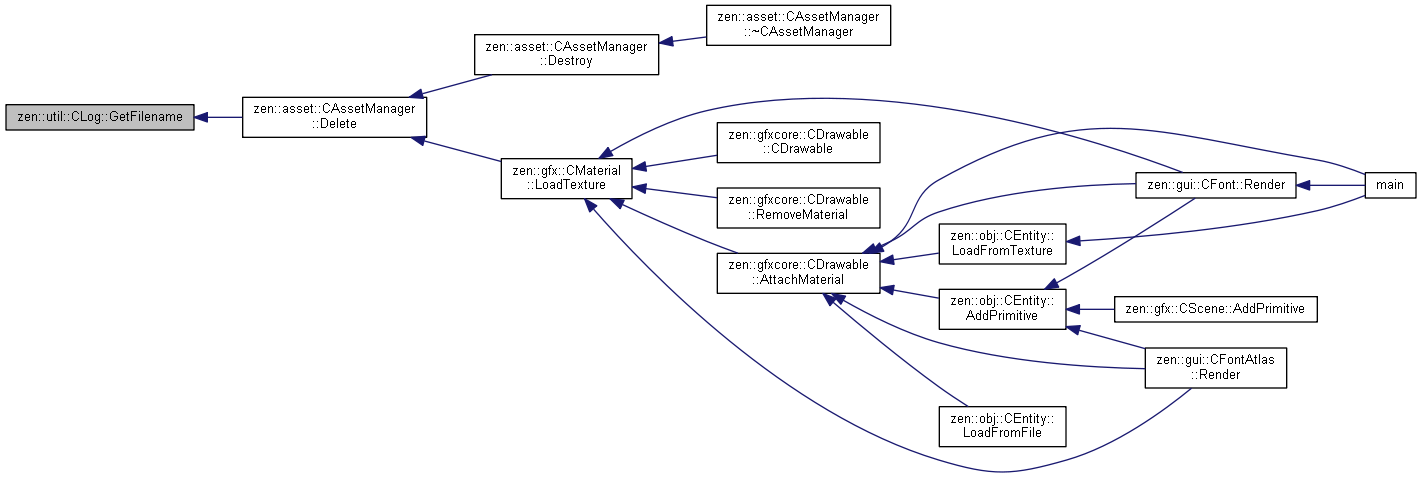 zen::asset::CAssetManager
::~CAssetManager
zen::asset::CAssetManager
::Destroy
zen::util::CLog::GetFilename
zen::asset::CAssetManager
::Delete
zen::gfx::CMaterial
::LoadTexture
zen::gfxcore::CDrawable
::CDrawable
zen::gfxcore::CDrawable
::RemoveMaterial
zen::gfxcore::CDrawable
::AttachMaterial
zen::gui::CFont::Render
main
zen::obj::CEntity::
LoadFromTexture
zen::obj::CEntity::
AddPrimitive
zen::gfx::CScene::AddPrimitive
zen::gui::CFontAtlas
::Render
zen::obj::CEntity::
LoadFromFile